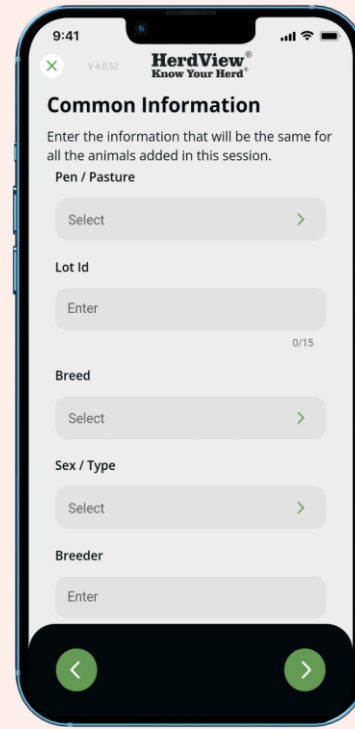 9:41
V 4.0.52
HerdView®
Know Your Herd®
Common Information
Enter the information that will be the same for
all the animals added in this session.
Pen / Pasture
Select
Lot Id
Enter
0/15
Breed
Select
Sex / Type
Select
Breeder
Enter